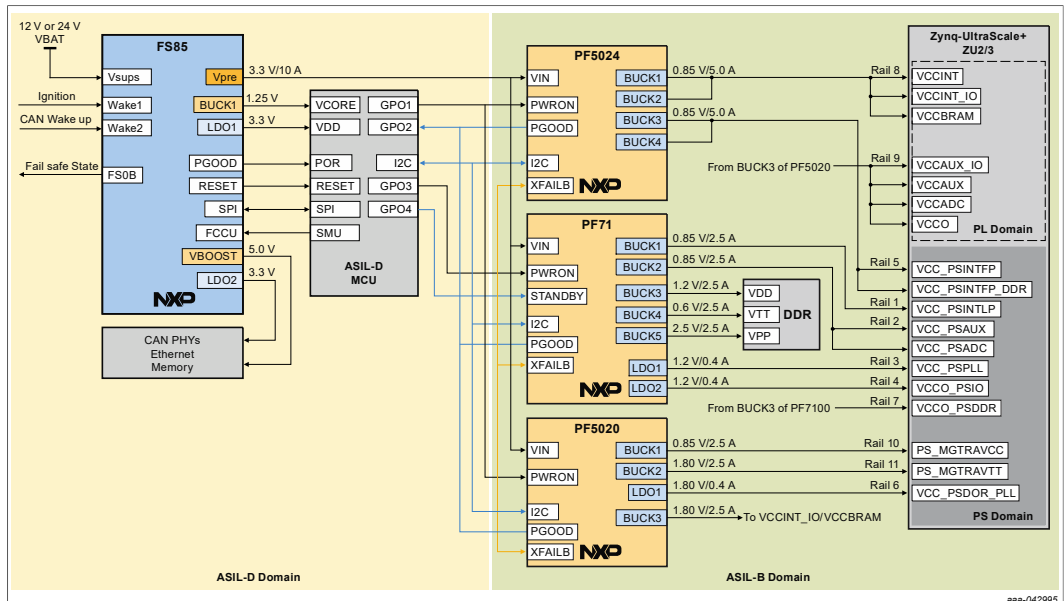 12 V or 24 V
VBAT
FS85
Vsups
Vpre
3.3 V/10 A
Ignition
Wake1
BUCK1
1.25 V
CAN Wake up
Wake2
LDO1
3.3 V
Fail safe State
FS0B
PGOOD
RESET
SPI
FCCU
VBOOST
5.0 V
LDO2
3.3 V
NXP
VCORE
GPO1
VDD
GPO2
POR
I2C
RESET
GPO3
SPI
GPO4
SMU
ASIL-D
MCU
CAN PHYs
Ethernet
Memory
ASIL-D Domain
PF5024
VIN
BUCK1
0.85 V/5.0 A
Rail 8
PWRON
BUCK2
PGOOD
BUCK3
0.85 V/5.0 A
BUCK4
I2C
From BUCK3 of PF5020
Rail 9
XFAILB
NXP
PF71
VIN
BUCK1
0.85 V/2.5 A
PWRON
BUCK2
0.85 V/2.5 A
Rail 5
STANDBY
BUCK3
1.2 V/2.5 A
Rail 1
I2C
BUCK4
0.6 V/2.5 A
Rail 2
PGOOD
BUCK5
2.5 V/2.5 A
XFAILB
LDO1
1.2 V/0.4 A
Rail 3
NXP
LDO2
1.2 V/0.4 A
Rail 4
VDD
VTT
DDR
VPP
From BUCK3 of PF7100
Rail 7
PF5020
VIN
BUCK1
0.85 V/2.5 A
Rail 10
PWRON
BUCK2
1.80 V/2.5 A
Rail 11
LDO1
1.80 V/0.4 A
Rail 6
I2C
BUCK3
1.80 V/2.5 A
To VCCINT_IO/VCCBRAM
PGOOD
XFAILB
NXP
Zynq-UltraScale+
ZU2/3
VCCINT
VCCINT_IO
VCCBRAM
VCCAUX_IO
VCCAUX
VCCADC
VCCO
PL Domain
VCC_PSINTFP
VCC_PSINTFP_DDR
VCC_PSINTLP
VCC_PSAUX
VCC_PSADC
VCC_PSPLL
VCCO_PSIO
VCCO_PSDDR
PS_MGTRAVCC
PS_MGTRAVTT
VCC_PSDOR_PLL
PS Domain
ASIL-B Domain
aaa-042995